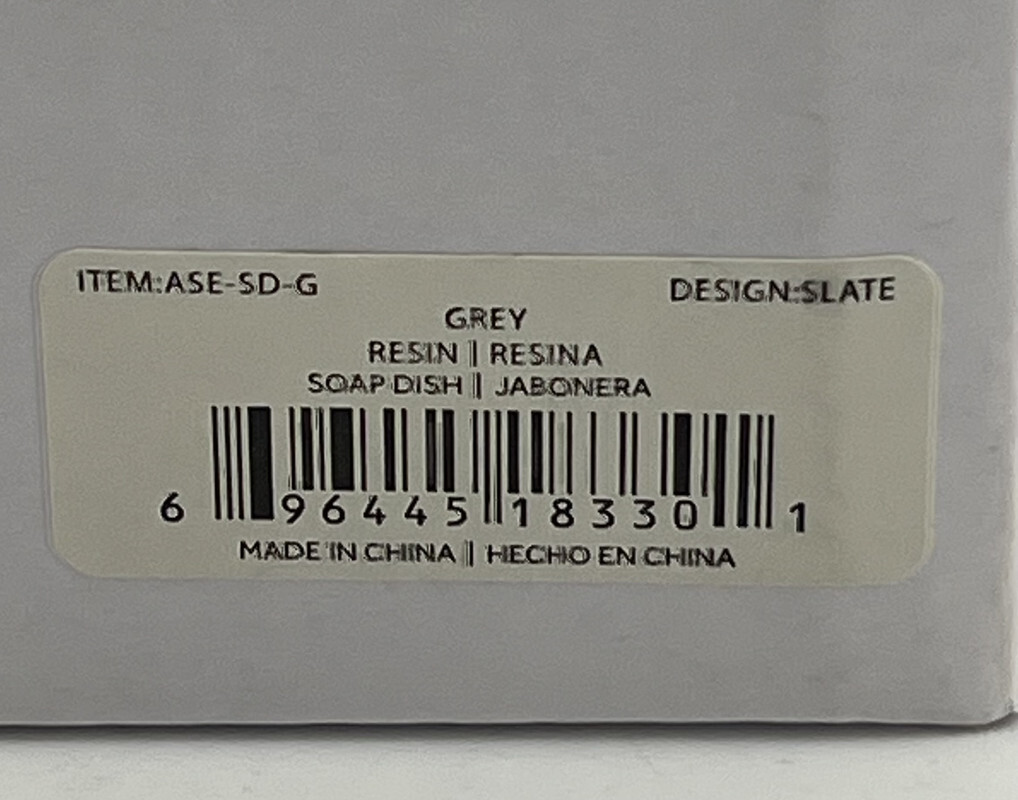 ITEM:ASE-SD-G DESIGN:SLATE
GREY
RESIN || RESINA
SOAP DISH || JABONERA
6 96445 18330 1
MADE IN CHINA || HECHO EN CHINA